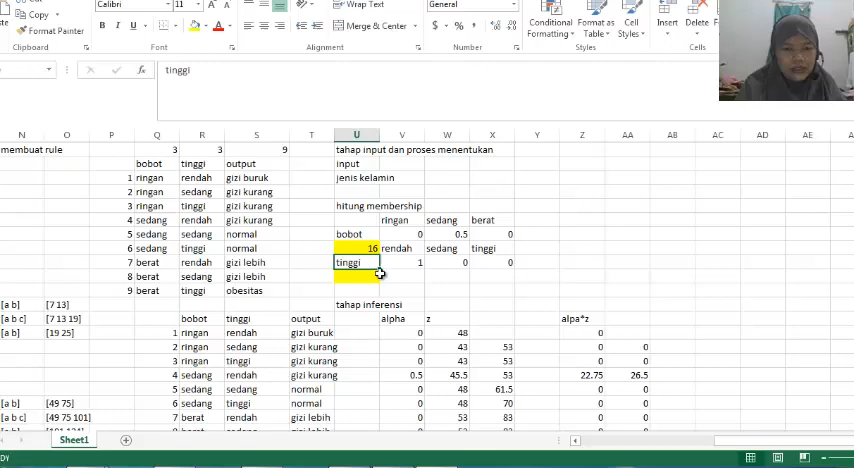 Calibri 11 Wrap Text
Copy Conditional Format as Cell Insert Delete
Format Painter B I U Merge & Center $ % , Formatting Table Styles
Clipboard Font Alignment Number Styles Cells
fx tinggi
N O P Q R S T U V W X Y Z AA AB AC AD AE AF
membuat rule 3 3 9 tahap input dan proses menentukan
bobot tinggi output input
1 ringan rendah gizi buruk jenis kelamin
2 ringan sedang gizi kurang
3 ringan tinggi gizi kurang hitung membership
4 sedang rendah gizi kurang ringan sedang berat
5 sedang sedang normal bobot 0 0.5 0
6 sedang tinggi normal 16 rendah sedang tinggi
7 berat rendah gizi lebih tinggi 1 0 0
8 berat sedang gizi lebih
9 berat tinggi obesitas
[a b] [7 13] tahap inferensi
[a b c] [7 13 19] bobot tinggi output alpha z alpa*z
[a b] [19 25] 1 ringan rendah gizi buruk 0 48 0
2 ringan sedang gizi kurang 0 43 53 0 0
3 ringan tinggi gizi kurang 0 43 53 0 0
4 sedang rendah gizi kurang 0.5 45.5 53 22.75 26.5
5 sedang sedang normal 0 48 61.5 0 0
[a b] [49 75] 6 sedang tinggi normal 0 48 70 0 0
[a b c] [49 75 101] 7 berat rendah gizi lebih 0 53 83 0 0
Sheet1
DY